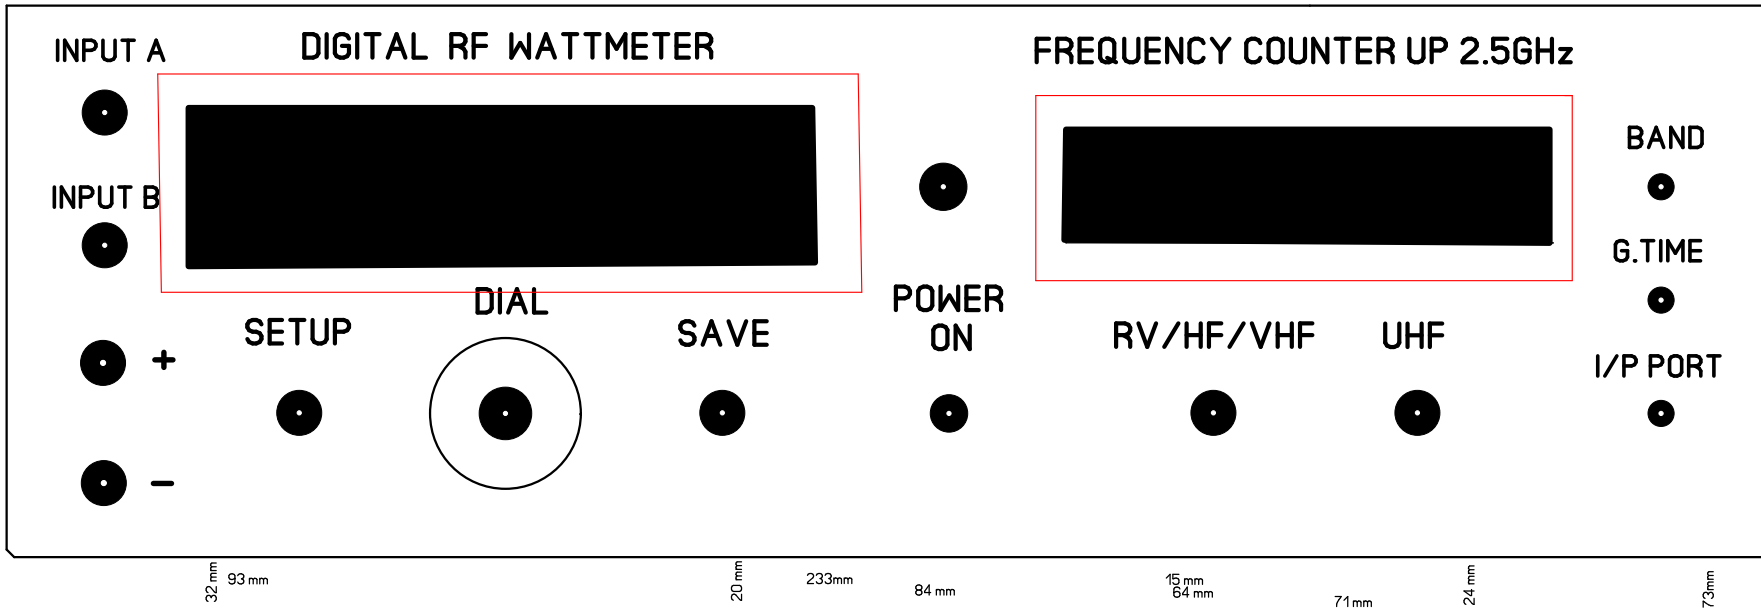 DIGITAL RF WATTMETER
FREQUENCY COUNTER UP 2.5GHz
INPUT A
BAND
INPUT B
G.TIME
DIAL
POWER
ON
SETUP
SAVE
RV/HF/VHF
UHF
+
I/P PORT
−
32 mm
93 mm
20 mm
233mm
84 mm
15 mm
64 mm
71mm
24 mm
73mm